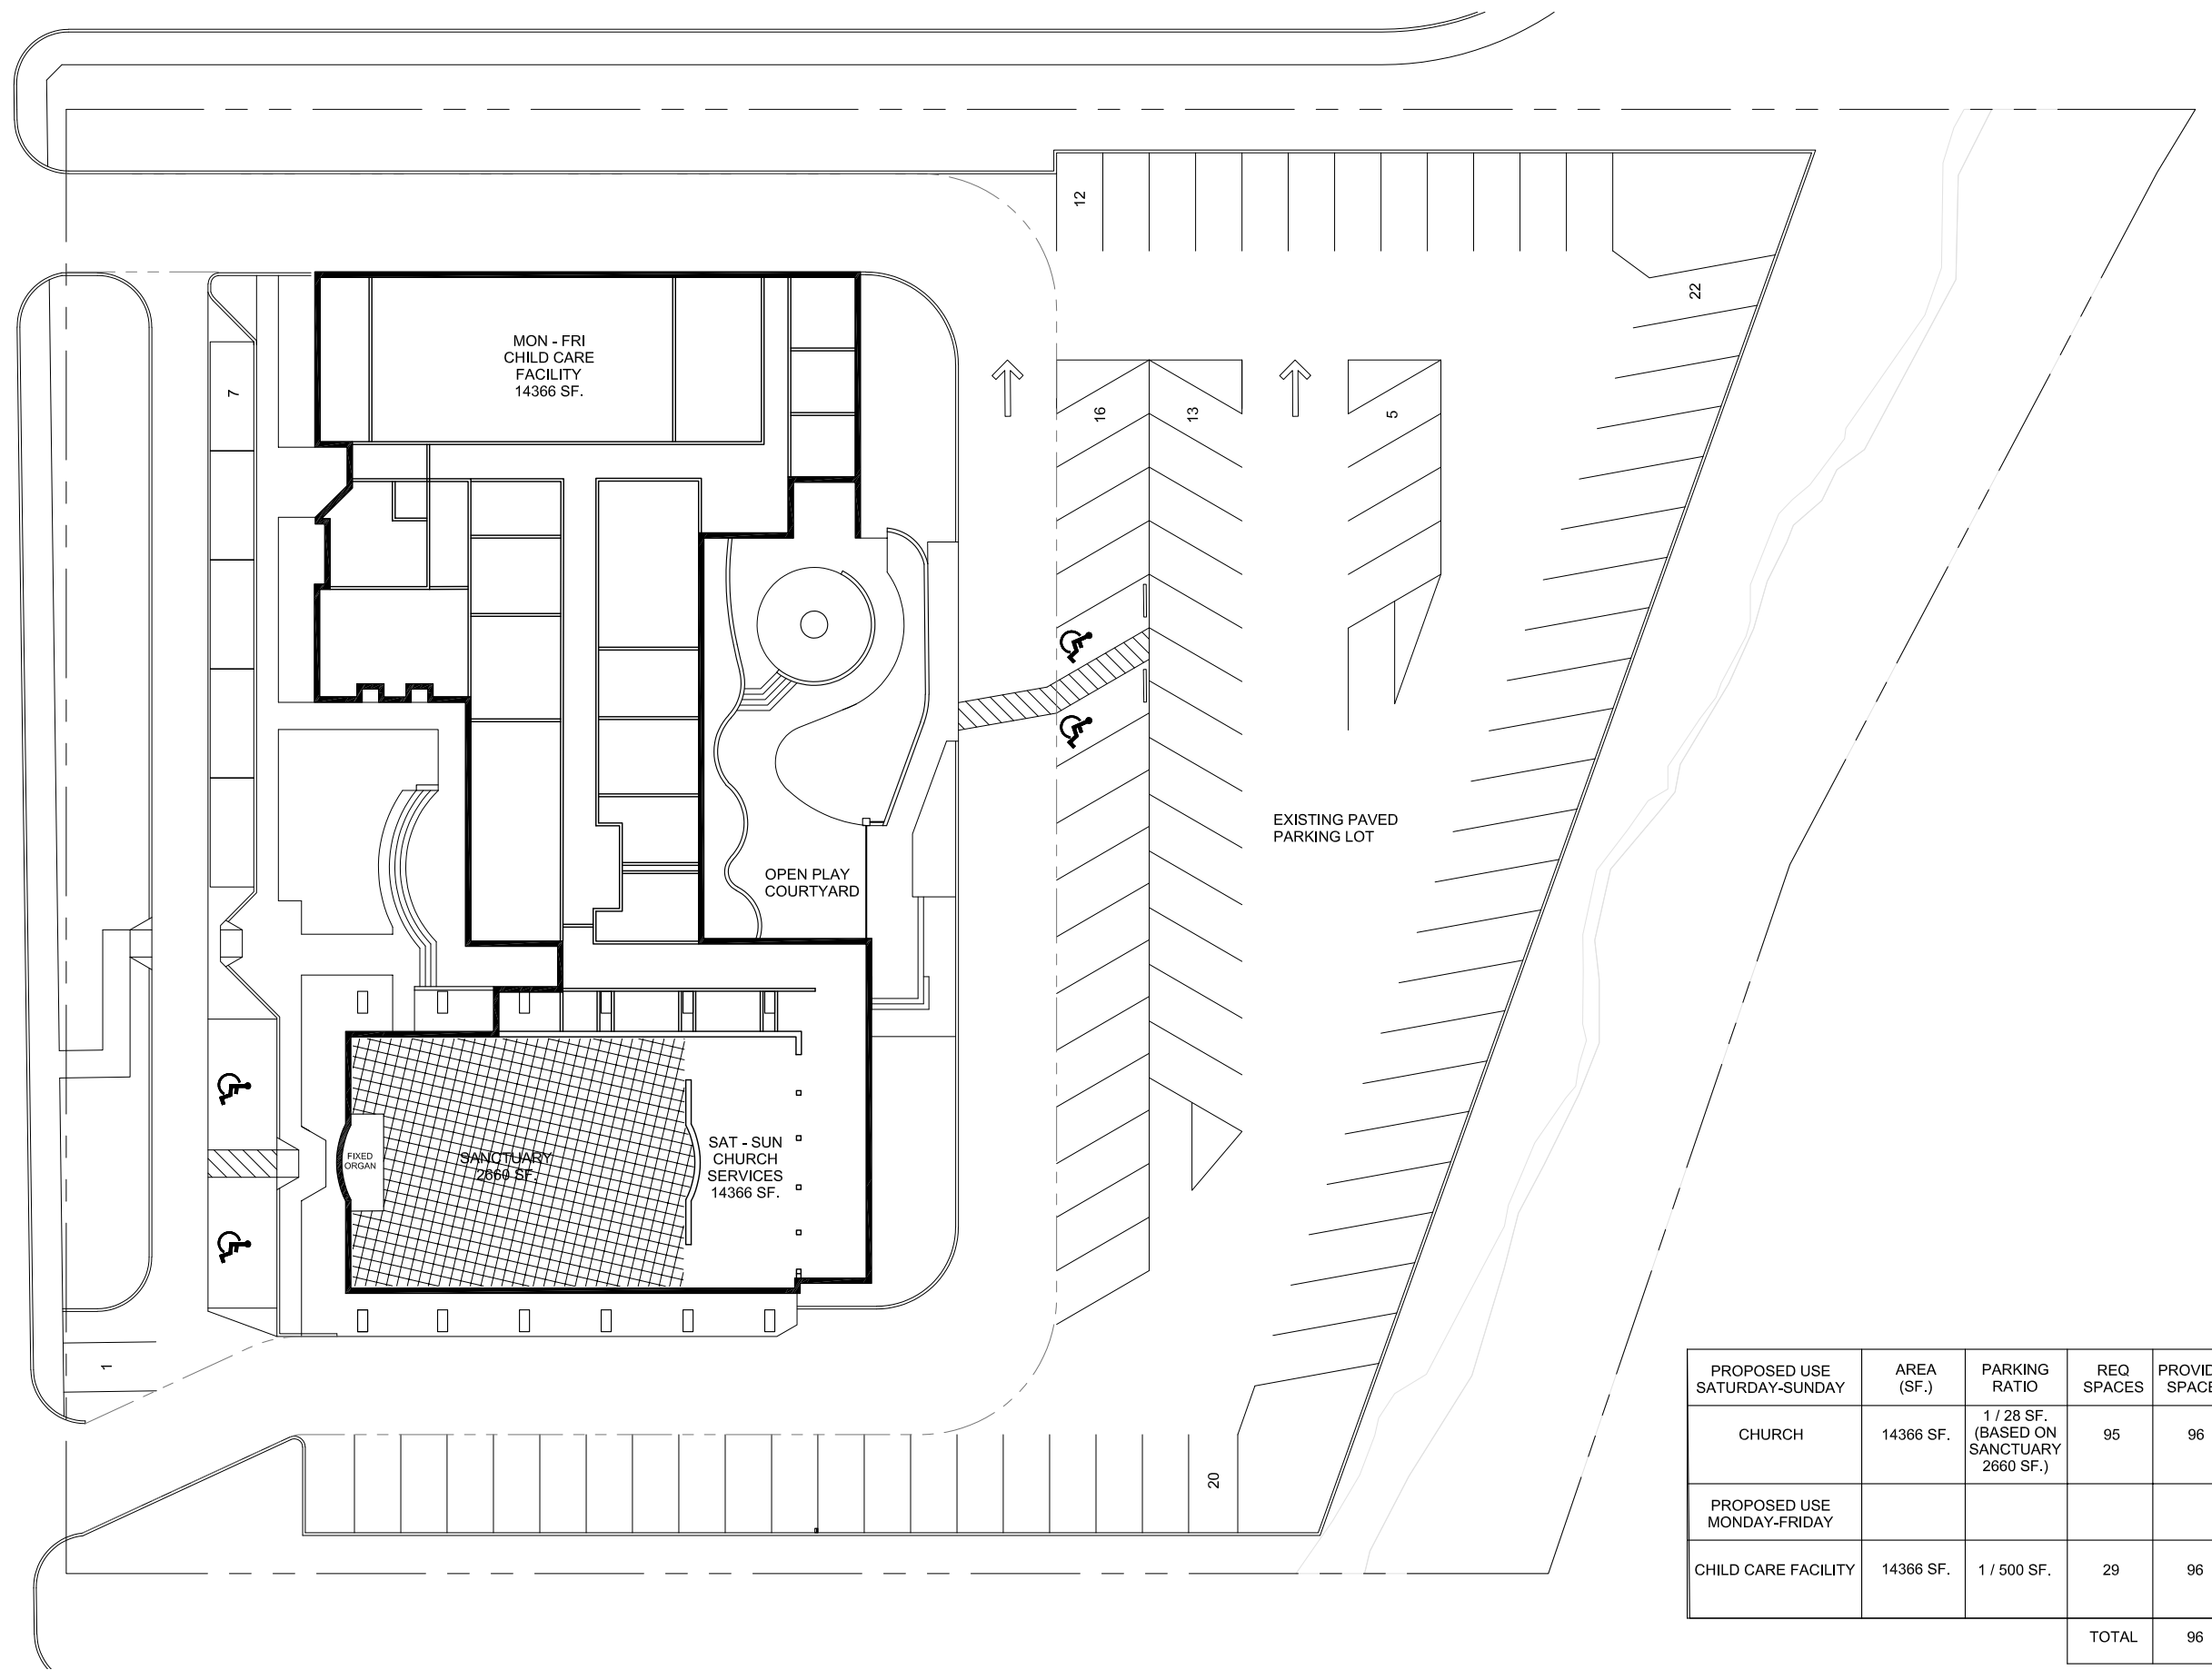 12
22
MON - FRI
CHILD CARE
FACILITY
14366 SF.
7
16
13
5
EXISTING PAVED
PARKING LOT
OPEN PLAY
COURTYARD
FIXED
ORGAN
SANCTUARY
2660 SF.
SAT - SUN
CHURCH
SERVICES
14366 SF.
1
20
PROPOSED USE
SATURDAY-SUNDAY
AREA
(SF.)
PARKING
RATIO
REQ
SPACES
CHURCH
14366 SF.
1 / 28 SF.
(BASED ON
SANCTUARY
2660 SF.)
95
96
PROPOSED USE
MONDAY-FRIDAY
CHILD CARE FACILITY
14366 SF.
1 / 500 SF.
29
96
TOTAL
96